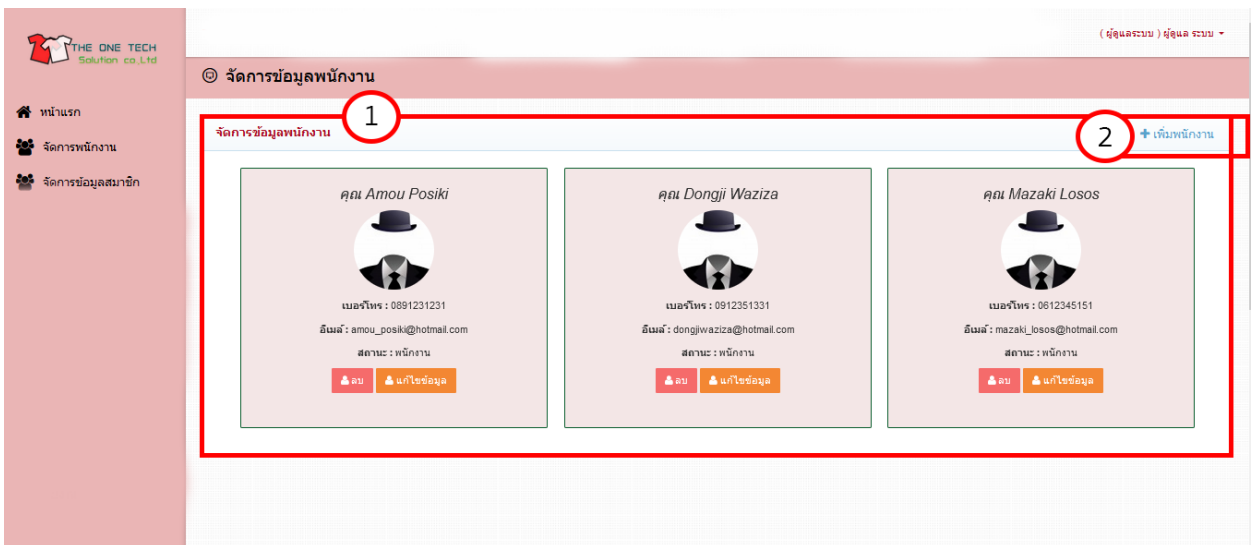 THE ONE TECH
Solution co.,Ltd
( ผู้ดูแลระบบ ) ผู้ดูแล ระบบ
จัดการข้อมูลพนักงาน
หน้าแรก
จัดการพนักงาน
จัดการข้อมูลสมาชิก
1
จัดการข้อมูลพนักงาน
2
เพิ่มพนักงาน
คุณ Amou Posiki
เบอร์โทร : 0891231231
อีเมล์ : amou_posiki@hotmail.com
สถานะ : พนักงาน
ลบ แก้ไขข้อมูล
คุณ Dongji Waziza
เบอร์โทร : 0912351331
อีเมล์ : dongjiwaziza@hotmail.com
สถานะ : พนักงาน
ลบ แก้ไขข้อมูล
คุณ Mazaki Losos
เบอร์โทร : 0612345151
อีเมล์ : mazaki_losos@hotmail.com
สถานะ : พนักงาน
ลบ แก้ไขข้อมูล